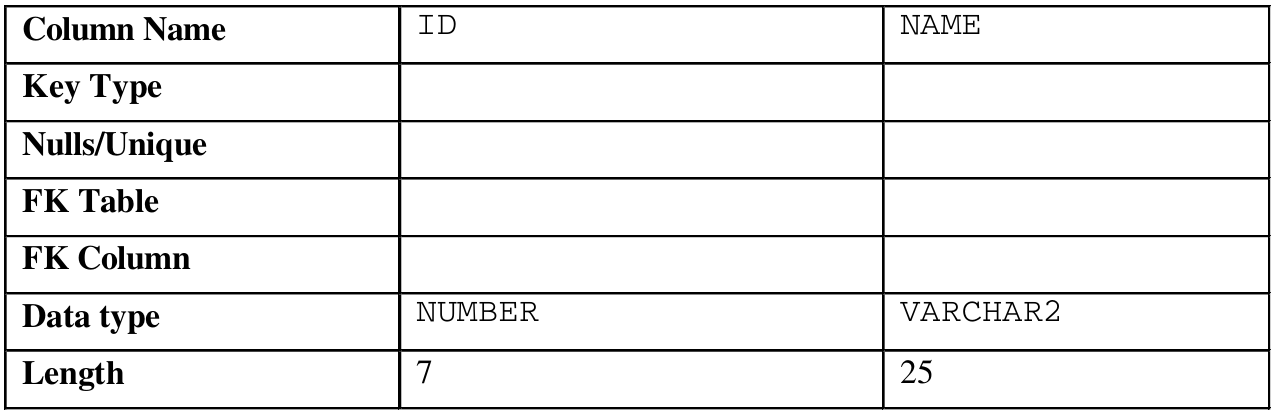 Column Name ID NAME
Key Type
Nulls/Unique
FK Table
FK Column
Data type NUMBER VARCHAR2
Length 7 25